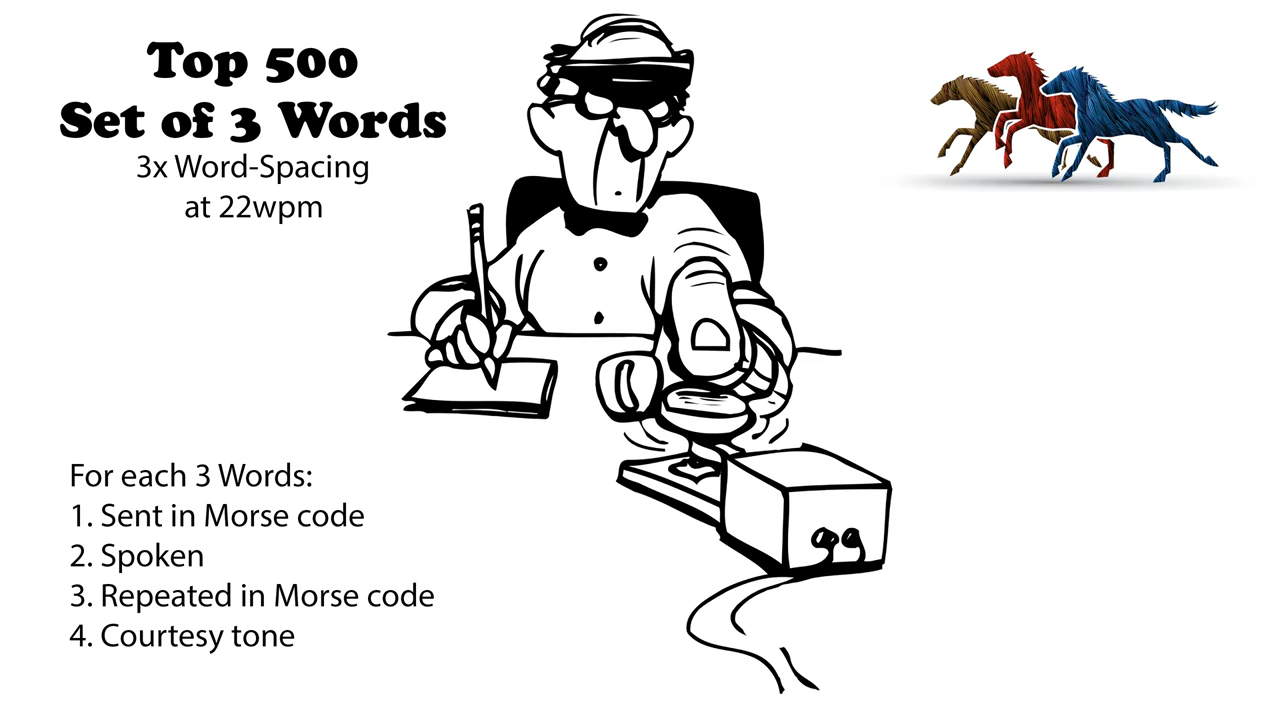 Top 500
Set of 3 Words
3x Word-Spacing
at 22wpm
For each 3 Words:
1. Sent in Morse code
2. Spoken
3. Repeated in Morse code
4. Courtesy tone